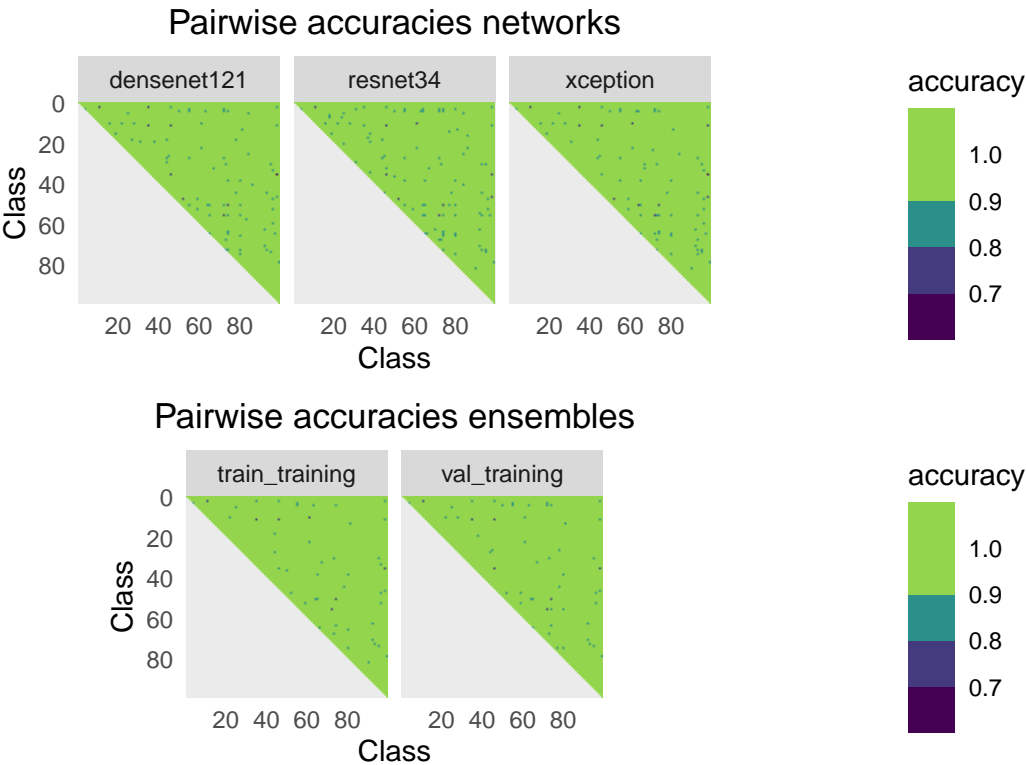 Pairwise accuracies networks
densenet121 resnet34 xception
accuracy
1.0
0.9
0.8
0.7
Class
0
20
40
60
80
20 40 60 80 20 40 60 80 20 40 60 80
Class
Pairwise accuracies ensembles
train_training val_training
accuracy
1.0
0.9
0.8
0.7
Class
0
20
40
60
80
20 40 60 80 20 40 60 80
Class